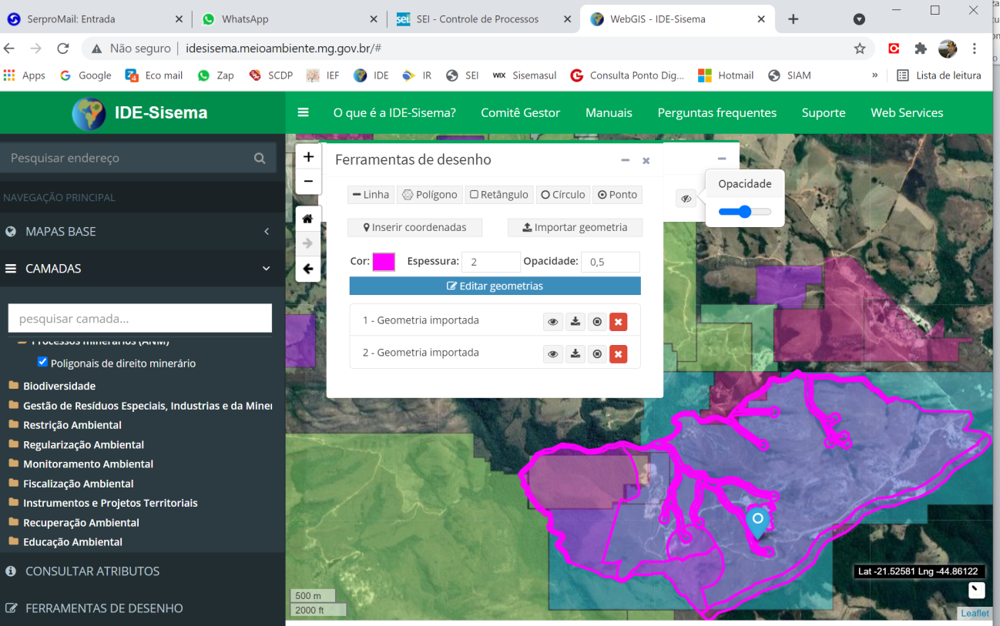 SerproMail: Entrada
WhatsApp
sei SEI - Controle de Processos
WebGIS - IDE-Sisema
Não seguro idesisema.meioambiente.mg.gov.br/#
Apps Google Eco mail Zap SCDP IEF IDE IR SEI WIX Sisemasul Consulta Ponto Dig... Hotmail SIAM » Lista de leitura
IDE-Sisema O que é a IDE-Sisema? Comitê Gestor Manuais Perguntas frequentes Suporte Web Services
Pesquisar endereço
NAVEGAÇÃO PRINCIPAL
MAPAS BASE
CAMADAS
pesquisar camada...
Processos minerários (ANM)
Poligonais de direito minerário
Biodiversidade
Gestão de Resíduos Especiais, Industrias e da Miner
Restrição Ambiental
Regularização Ambiental
Monitoramento Ambiental
Fiscalização Ambiental
Instrumentos e Projetos Territoriais
Recuperação Ambiental
Educação Ambiental
CONSULTAR ATRIBUTOS
FERRAMENTAS DE DESENHO
+
−
Ferramentas de desenho
Linha Polígono Retângulo Círculo Ponto
Inserir coordenadas Importar geometria
Cor: Espessura: 2 Opacidade: 0,5
Editar geometrias
1 - Geometria importada
2 - Geometria importada
Opacidade
Lat -21.52581 Lng -44.86122
500 m
2000 ft
Leaflet